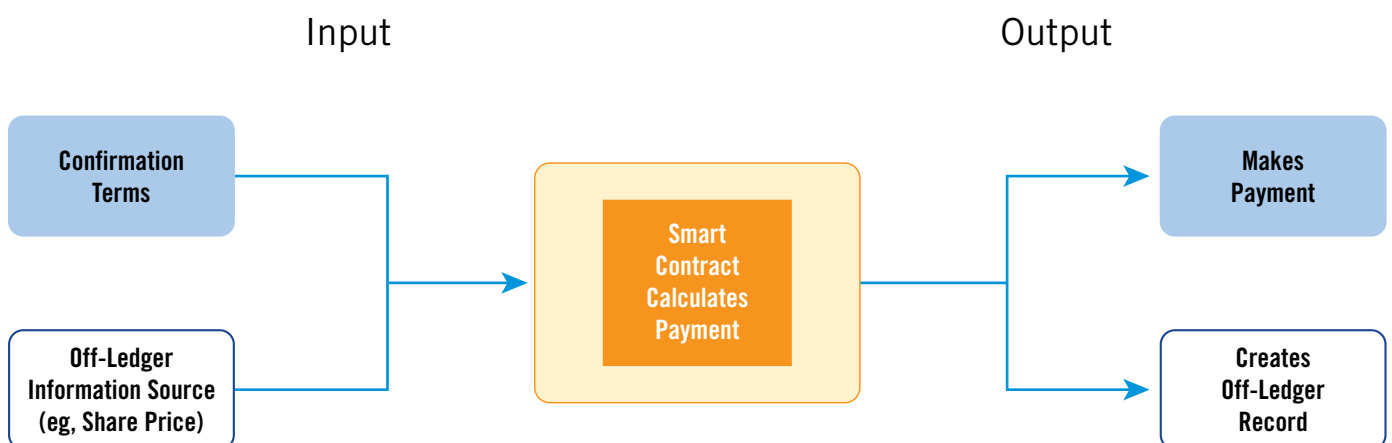 Input
Output
Confirmation
Terms
Off-Ledger
Information Source
(eg, Share Price)
Smart
Contract
Calculates
Payment
Makes
Payment
Creates
Off-Ledger
Record